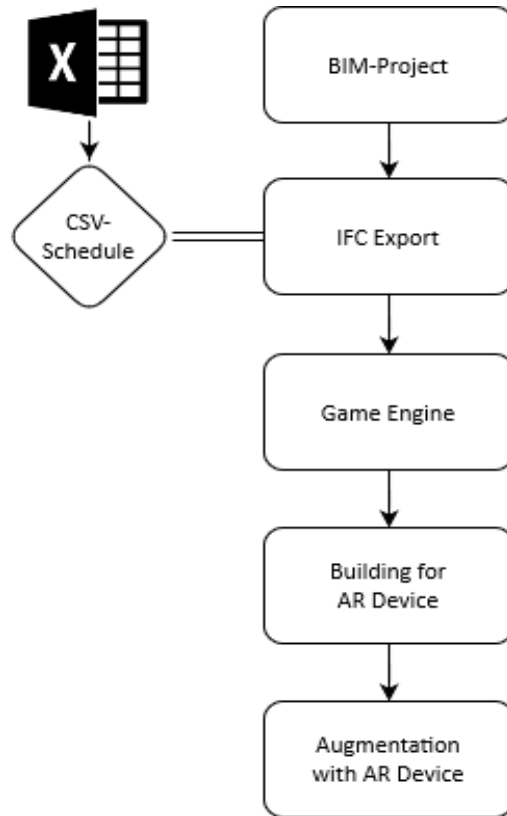 X
BIM-Project
CSV-
Schedule
IFC Export
Game Engine
Building for
AR Device
Augmentation
with AR Device